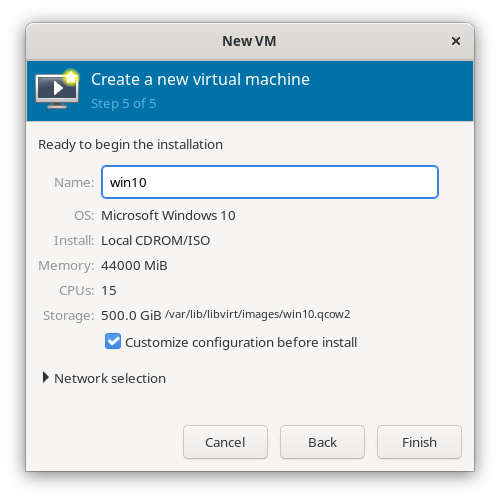 New VM
Create a new virtual machine
Step 5 of 5
Ready to begin the installation
Name: win10
OS: Microsoft Windows 10
Install: Local CDROM/ISO
Memory: 44000 MiB
CPUs: 15
Storage: 500.0 GiB /var/lib/libvirt/images/win10.qcow2
Customize configuration before install
Network selection
Cancel Back Finish